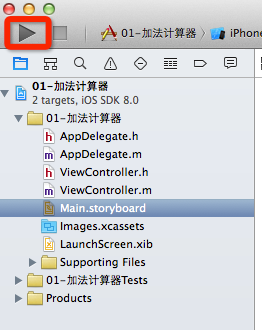 01-加法计算器 iPhone
01-加法计算器
2 targets, iOS SDK 8.0
01-加法计算器
h AppDelegate.h
m AppDelegate.m
h ViewController.h
m ViewController.m
Main.storyboard
Images.xcassets
LaunchScreen.xib
Supporting Files
01-加法计算器Tests
Products